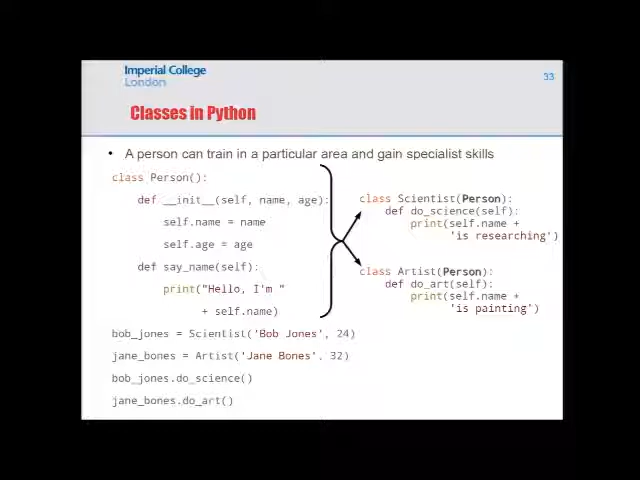 Imperial College
London
33
Classes in Python
• A person can train in a particular area and gain specialist skills
class Person():
def __init__(self, name, age):
self.name = name
self.age = age
def say_name(self):
print("Hello, I'm "
+ self.name)
class Scientist(Person):
def do_science(self):
print(self.name +
'is researching')
class Artist(Person):
def do_art(self):
print(self.name +
'is painting')
bob_jones = Scientist('Bob Jones', 24)
jane_bones = Artist('Jane Bones', 32)
bob_jones.do_science()
jane_bones.do_art()